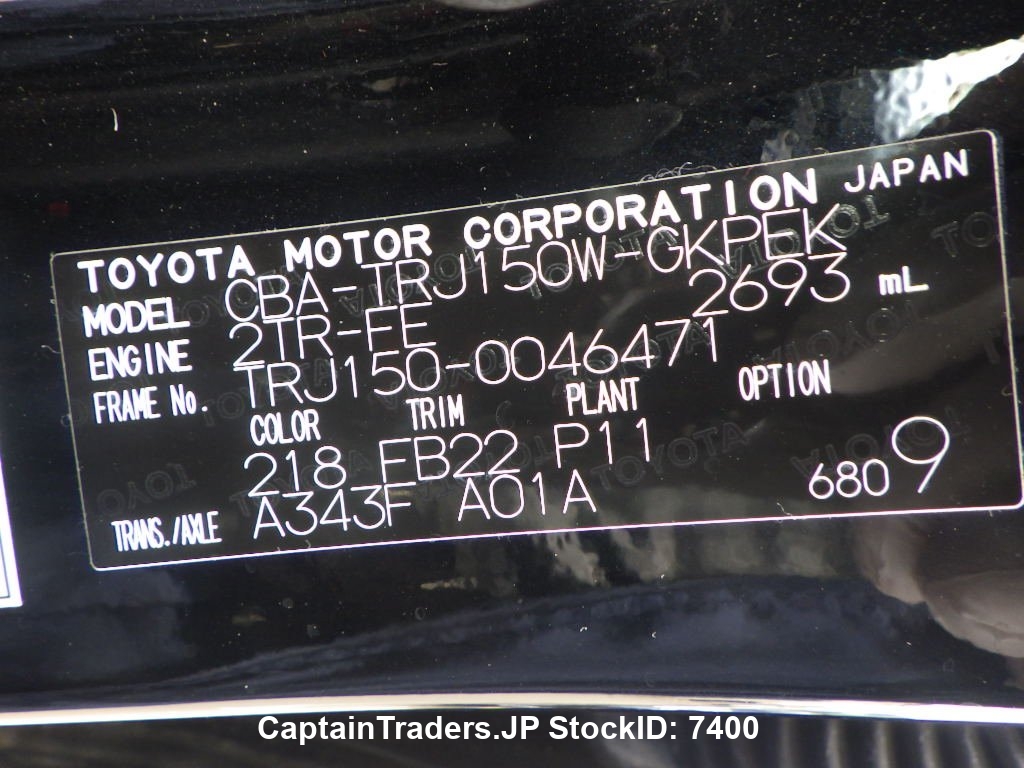 TOYOTA MOTOR CORPORATION JAPAN
MODEL CBA-TRJ150W-GKPEK
ENGINE 2TR-FE 2693 mL
FRAME No. TRJ150-0046471
COLOR TRIM PLANT OPTION
218 FB22 P11
TRANS./AXLE A343F A01A 6809
CaptainTraders.JP StockID: 7400